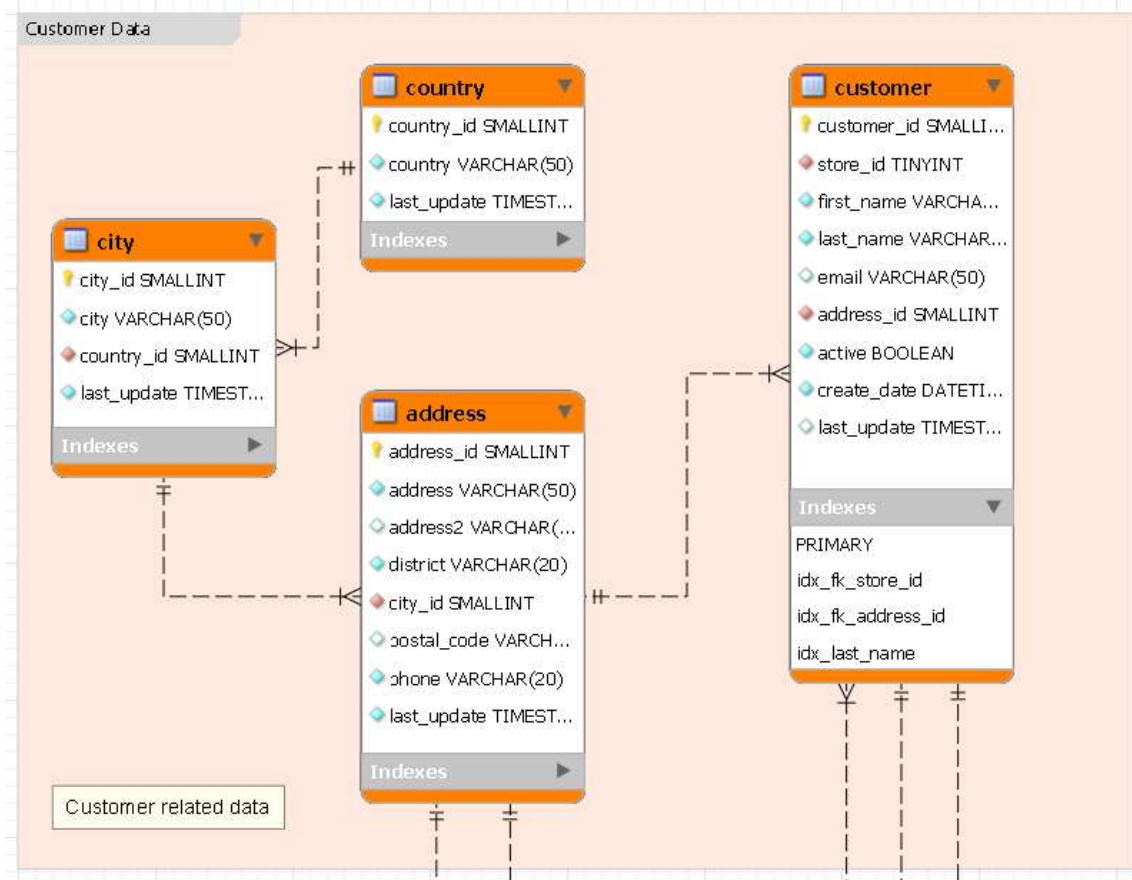 Customer Data
country
country_id SMALLINT
country VARCHAR(50)
last_update TIMEST...
Indexes
customer
customer_id SMALLI...
store_id TINYINT
first_name VARCHA...
last_name VARCHAR...
email VARCHAR(50)
address_id SMALLINT
active BOOLEAN
create_date DATETI...
last_update TIMEST...
Indexes
PRIMARY
idx_fk_store_id
idx_fk_address_id
idx_last_name
city
city_id SMALLINT
city VARCHAR(50)
country_id SMALLINT
last_update TIMEST...
Indexes
address
address_id SMALLINT
address VARCHAR(50)
address2 VARCHAR(...
district VARCHAR(20)
city_id SMALLINT
postal_code VARCH...
phone VARCHAR(20)
last_update TIMEST...
Indexes
Customer related data